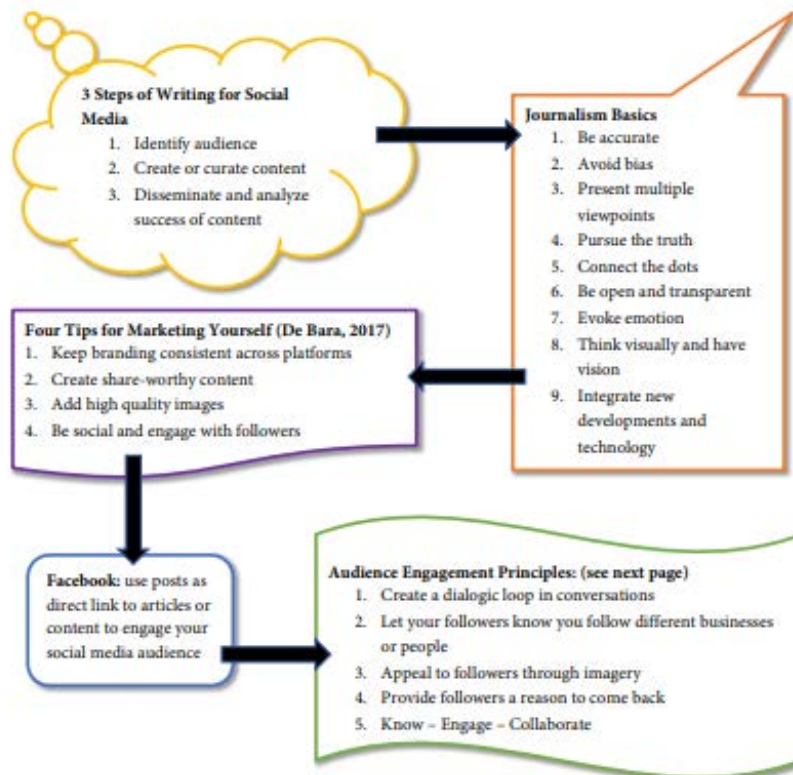 3 Steps of Writing for Social
Media
1. Identify audience
2. Create or curate content
3. Disseminate and analyze
success of content
Journalism Basics
1. Be accurate
2. Avoid bias
3. Present multiple
viewpoints
4. Pursue the truth
5. Connect the dots
6. Be open and transparent
7. Evoke emotion
8. Think visually and have
vision
9. Integrate new
developments and
technology
Four Tips for Marketing Yourself (De Bara, 2017)
1. Keep branding consistent across platforms
2. Create share-worthy content
3. Add high quality images
4. Be social and engage with followers
Facebook: use posts as
direct link to articles or
content to engage your
social media audience
Audience Engagement Principles: (see next page)
1. Create a dialogic loop in conversations
2. Let your followers know you follow different businesses
or people
3. Appeal to followers through imagery
4. Provide followers a reason to come back
5. Know – Engage – Collaborate